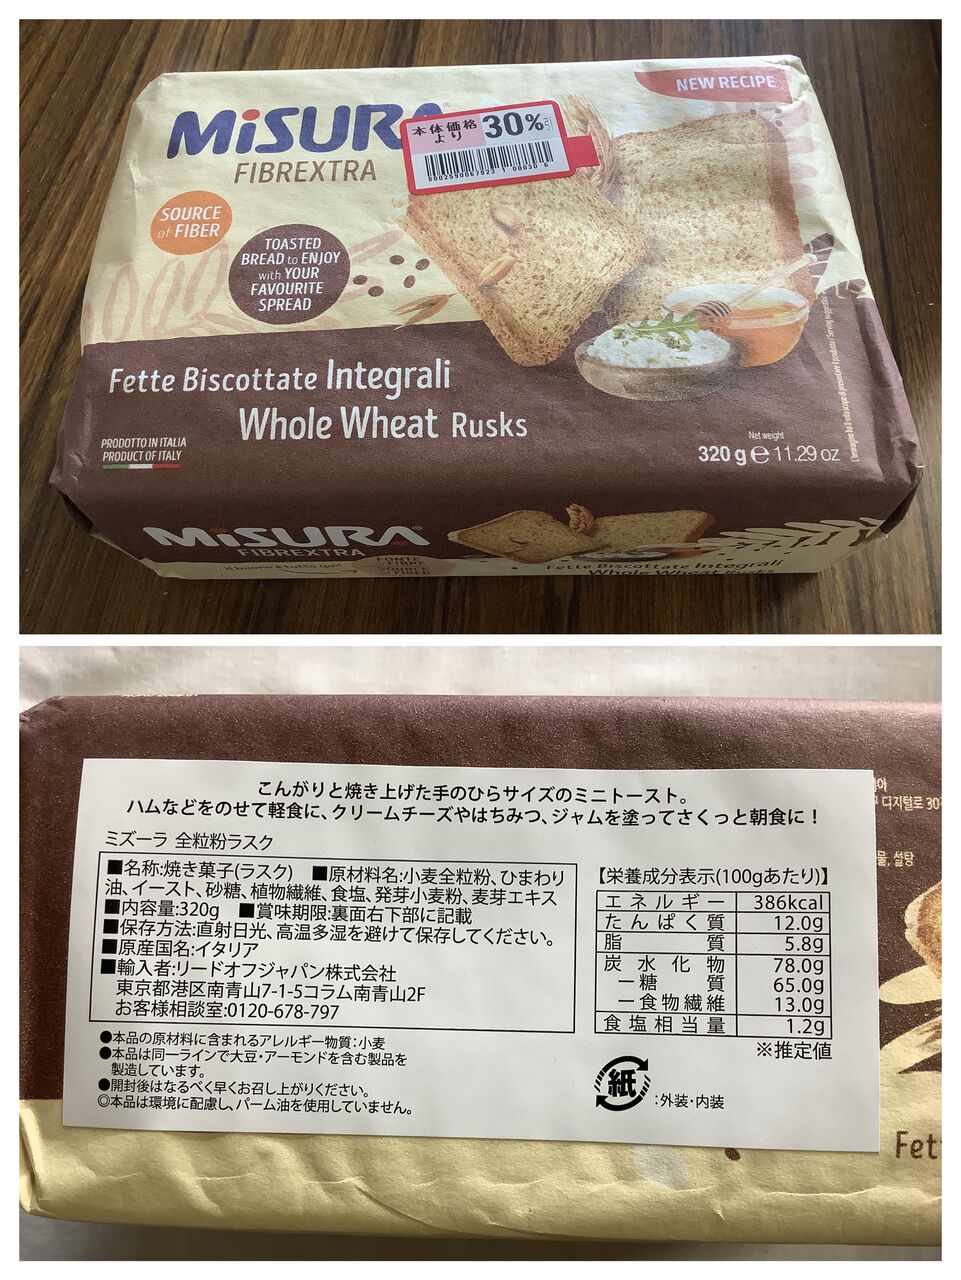 NEW RECIPE
MiSURA
FIBREXTRA
本体価格
より
30%
8002590067823
00030 6
SOURCE
of FIBER
TOASTED
BREAD to ENJOY
with YOUR
FAVOURITE
SPREAD
Fette Biscottate Integrali
Whole Wheat Rusks
PRODOTTO IN ITALIA
PRODUCT OF ITALY
Net weight
320 g e 11.29 oz
MiSURA
FIBREXTRA
Fette Biscottate Integrali
Whole Wheat Rusks
こんがりと焼き上げた手のひらサイズのミニトースト。
ハムなどをのせて軽食に、クリームチーズやはちみつ、ジャムを塗ってさくっと朝食に！
ミズーラ 全粒粉ラスク
■名称:焼き菓子(ラスク) ■原材料名:小麦全粒粉、ひまわり
油、イースト、砂糖、植物繊維、食塩、発芽小麦粉、麦芽エキス
■内容量:320g ■賞味期限:裏面右下部に記載
■保存方法:直射日光、高温多湿を避けて保存してください。
■原産国名:イタリア
■輸入者:リードオフジャパン株式会社
東京都港区南青山7-1-5コラム南青山2F
お客様相談室:0120-678-797
●本品の原材料に含まれるアレルギー物質:小麦
●本品は同一ラインで大豆・アーモンドを含む製品を
製造しています。
●開封後はなるべく早くお召し上がりください。
◎本品は環境に配慮し、パーム油を使用していません。
【栄養成分表示(100gあたり)】
エネルギー 386kcal
たんぱく質 12.0g
脂質 5.8g
炭水化物 78.0g
ー糖質 65.0g
ー食物繊維 13.0g
食塩相当量 1.2g
※推定値
紙
:外装・内装
디지털로 30
설탕
Fet